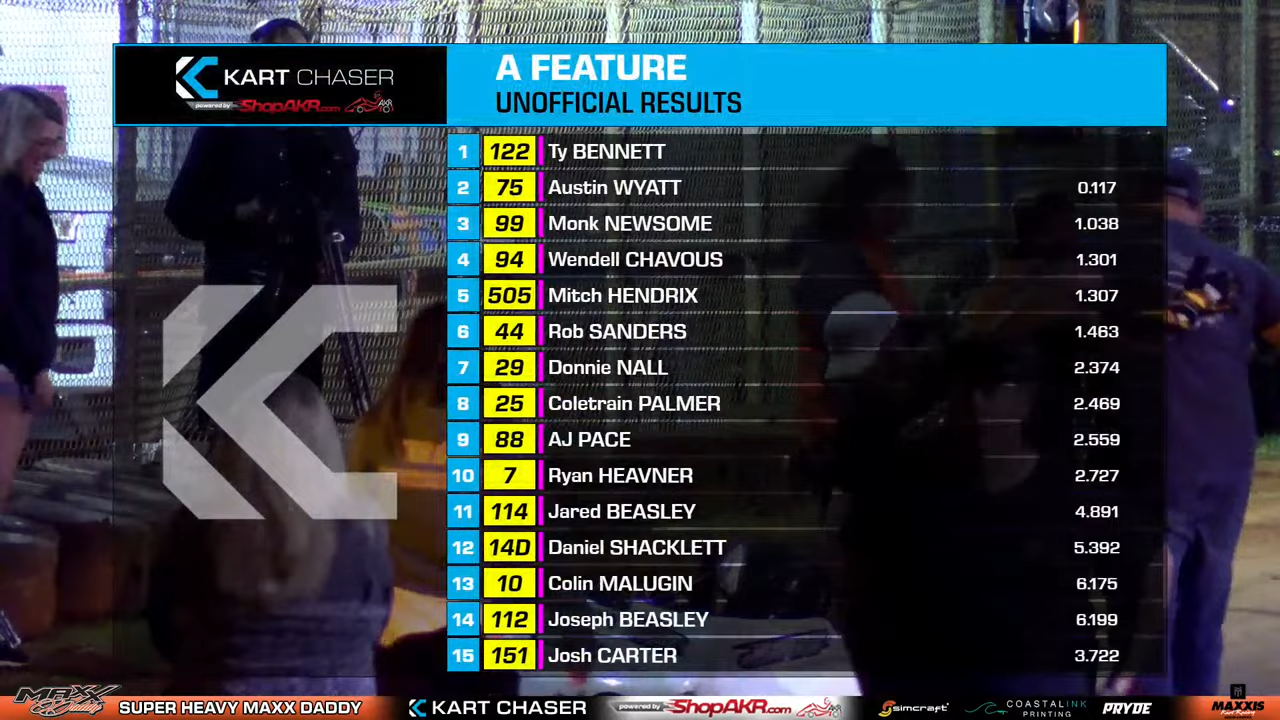 KART CHASER
powered by ShopAKR.com AKR
A FEATURE
UNOFFICIAL RESULTS
1 122 Ty BENNETT
2 75 Austin WYATT 0.117
3 99 Monk NEWSOME 1.038
4 94 Wendell CHAVOUS 1.301
5 505 Mitch HENDRIX 1.307
6 44 Rob SANDERS 1.463
7 29 Donnie NALL 2.374
8 25 Coletrain PALMER 2.469
9 88 AJ PACE 2.559
10 7 Ryan HEAVNER 2.727
11 114 Jared BEASLEY 4.891
12 14D Daniel SHACKLETT 5.392
13 10 Colin MALUGIN 6.175
14 112 Joseph BEASLEY 6.199
15 151 Josh CARTER 3.722
MAXX Daddy SUPER HEAVY MAXX DADDY KART CHASER powered by ShopAKR.com simcraft COASTALINK PRINTING PRYDE MAXXIS